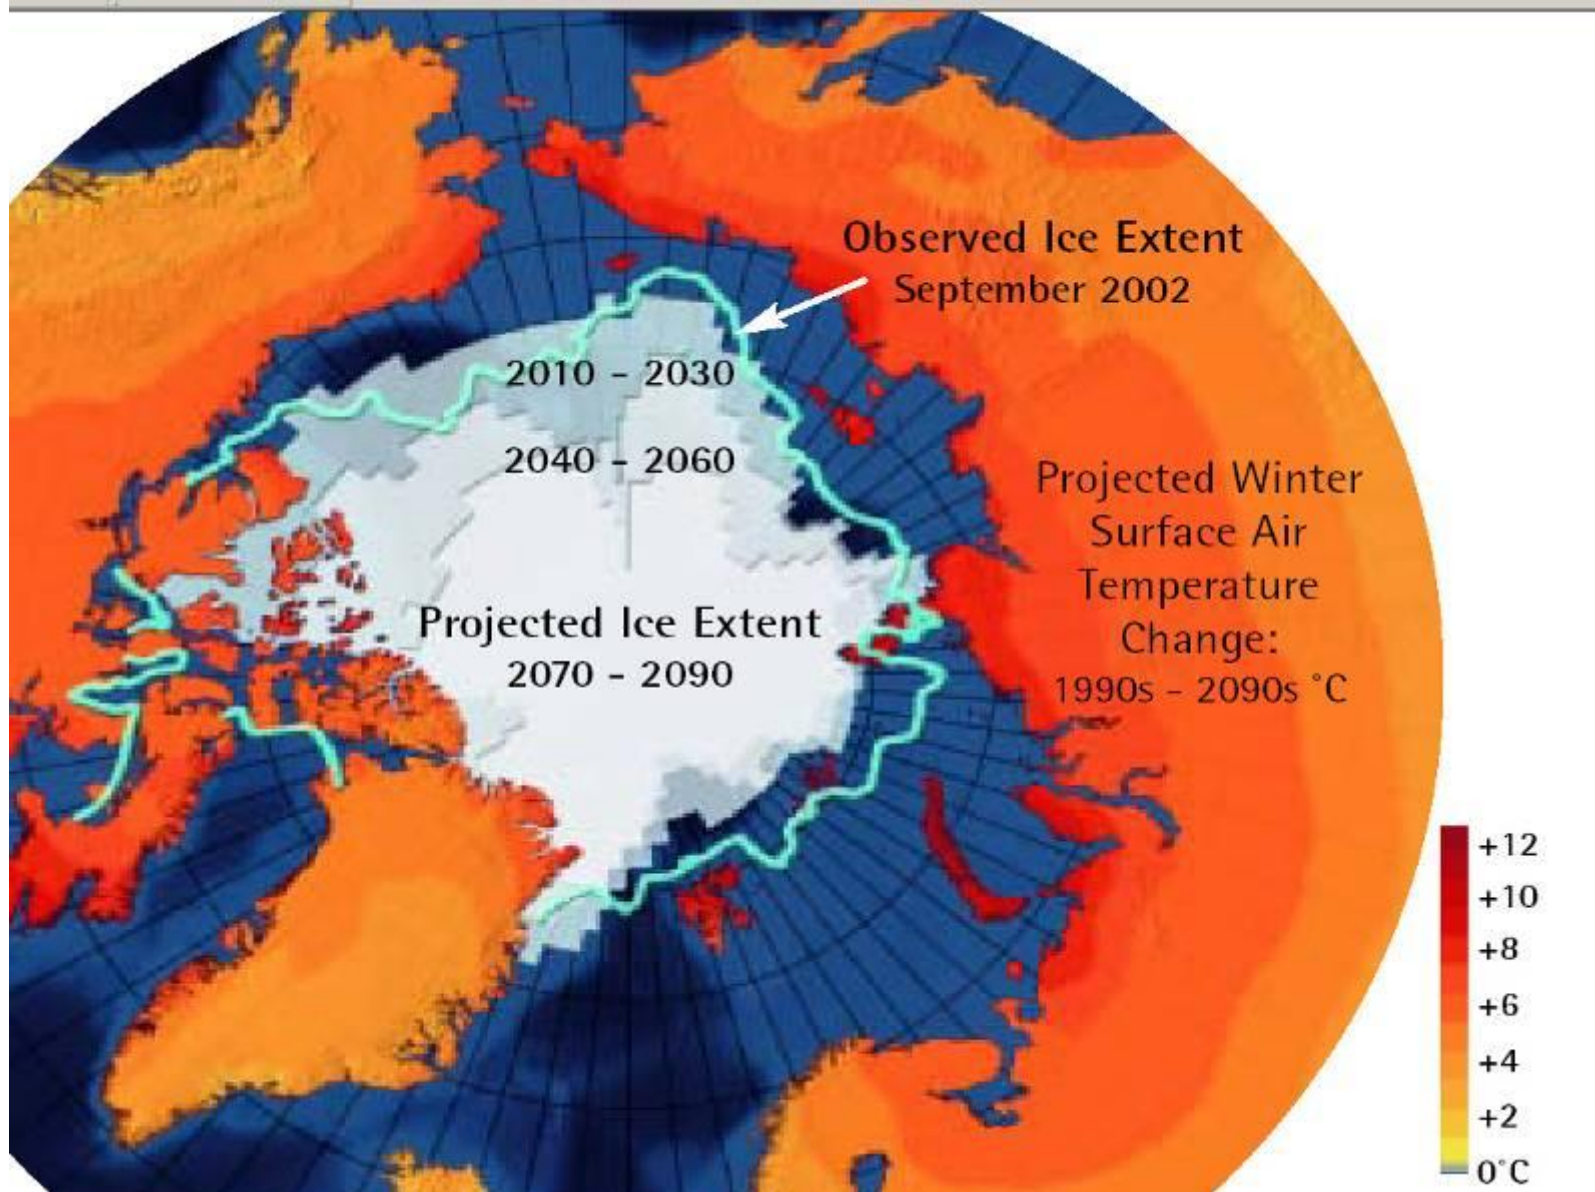 Observed Ice Extent
September 2002
2010 - 2030
2040 - 2060
Projected Ice Extent
2070 - 2090
Projected Winter
Surface Air
Temperature
Change:
1990s - 2090s °C
+12
+10
+8
+6
+4
+2
0°C